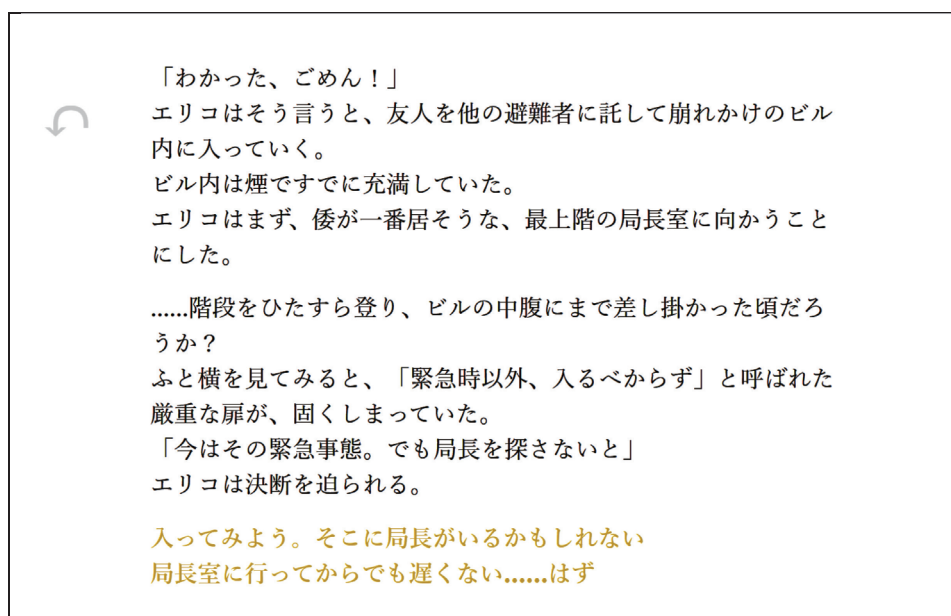 「わかった、ごめん！」
エリコはそう言うと、友人を他の避難者に託して崩れかけのビル
内に入っていく。
ビル内は煙ですでに充満していた。
エリコはまず、倭が一番居そうな、最上階の局長室に向かうこと
にした。
......階段をひたすら登り、ビルの中腹にまで差し掛かった頃だろ
うか？
ふと横を見てみると、「緊急時以外、入るべからず」と呼ばれた
厳重な扉が、固くしまっていた。
「今はその緊急事態。でも局長を探さないと」
エリコは決断を迫られる。
入ってみよう。そこに局長がいるかもしれない
局長室に行ってからでも遅くない......はず